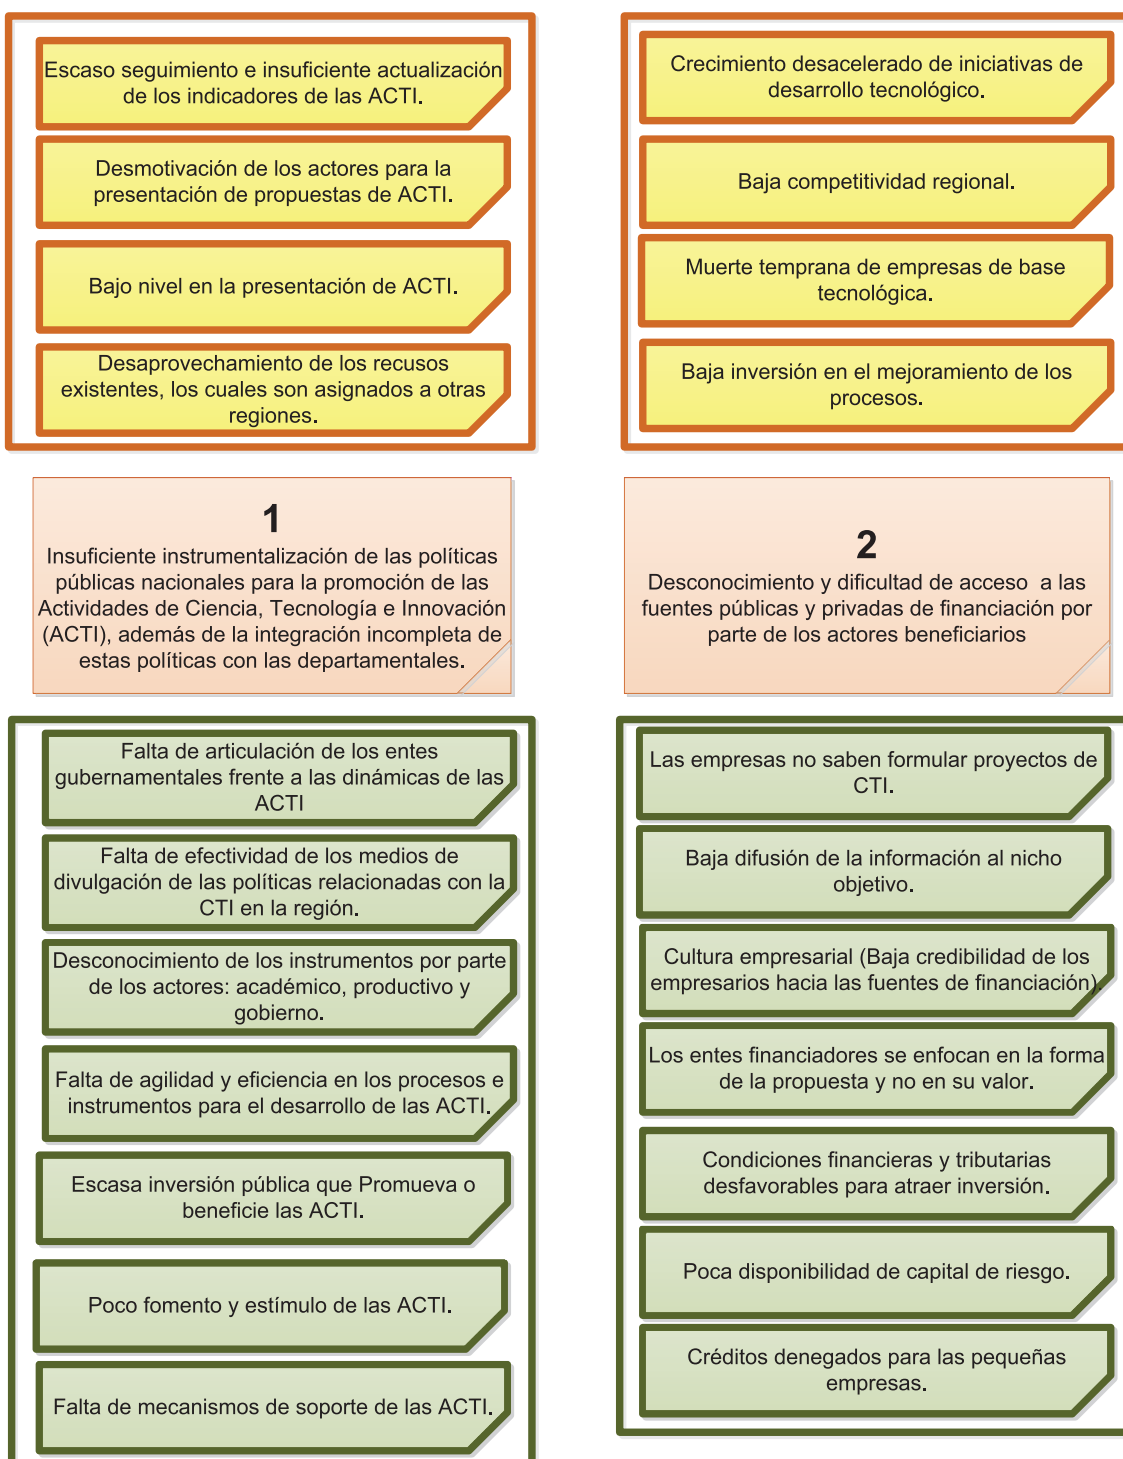 Escaso seguimiento e insuficiente actualización
de los indicadores de las ACTI.
Desmotivación de los actores para la
presentación de propuestas de ACTI.
Bajo nivel en la presentación de ACTI.
Desaprovechamiento de los recusos
existentes, los cuales son asignados a otras
regiones.
1
Insuficiente instrumentalización de las políticas
públicas nacionales para la promoción de las
Actividades de Ciencia, Tecnología e Innovación
(ACTI), además de la integración incompleta de
estas políticas con las departamentales.
Falta de articulación de los entes
gubernamentales frente a las dinámicas de las
ACTI
Falta de efectividad de los medios de
divulgación de las políticas relacionadas con la
CTI en la región.
Desconocimiento de los instrumentos por parte
de los actores: académico, productivo y
gobierno.
Falta de agilidad y eficiencia en los procesos e
instrumentos para el desarrollo de las ACTI.
Escasa inversión pública que Promueva o
beneficie las ACTI.
Poco fomento y estímulo de las ACTI.
Falta de mecanismos de soporte de las ACTI.
Crecimiento desacelerado de iniciativas de
desarrollo tecnológico.
Baja competitividad regional.
Muerte temprana de empresas de base
tecnológica.
Baja inversión en el mejoramiento de los
procesos.
2
Desconocimiento y dificultad de acceso a las
fuentes públicas y privadas de financiación por
parte de los actores beneficiarios
Las empresas no saben formular proyectos de
CTI.
Baja difusión de la información al nicho
objetivo.
Cultura empresarial (Baja credibilidad de los
empresarios hacia las fuentes de financiación).
Los entes financiadores se enfocan en la forma
de la propuesta y no en su valor.
Condiciones financieras y tributarias
desfavorables para atraer inversión.
Poca disponibilidad de capital de riesgo.
Créditos denegados para las pequeñas
empresas.